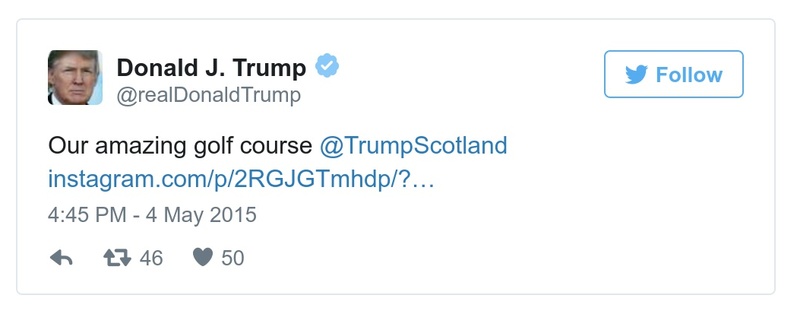 Donald J. Trump
@realDonaldTrump
Follow
Our amazing golf course @TrumpScotland
instagram.com/p/2RGJGTmhdp/?…
4:45 PM - 4 May 2015
46 50